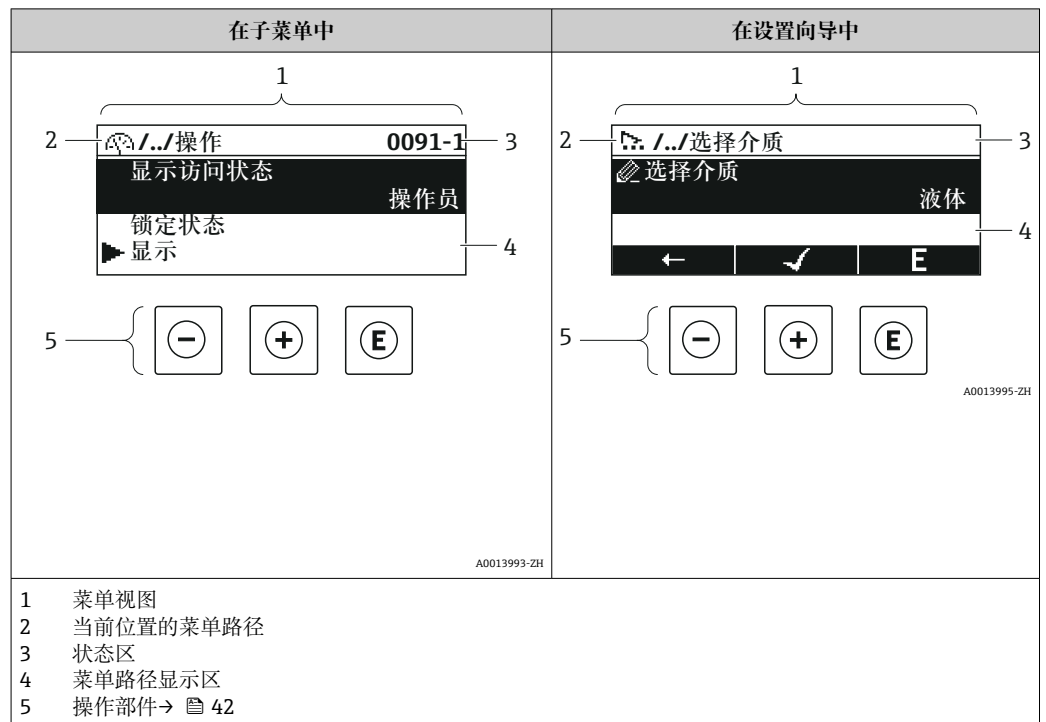 在子菜单中
1
2
/../操作 0091-1
3
显示访问状态
操作员
锁定状态
显示
4
5
- + E
A0013993-ZH
在设置向导中
1
2
/../选择介质
3
选择介质
液体
4
← ✓ E
5
- + E
A0013995-ZH
1 菜单视图
2 当前位置的菜单路径
3 状态区
4 菜单路径显示区
5 操作部件→ 42